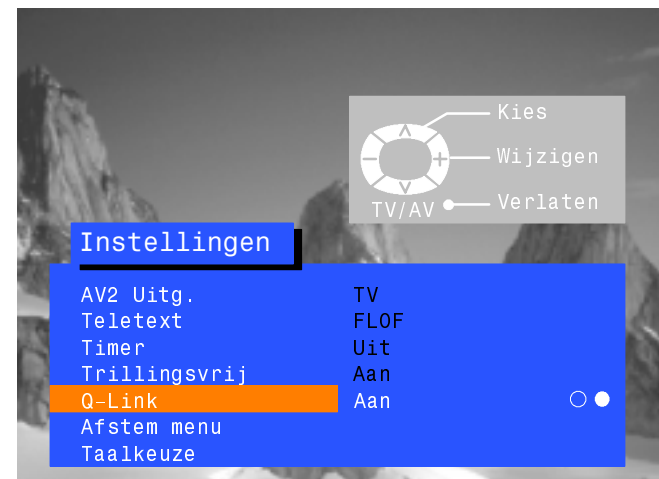 Kies
Wijzigen
TV/AV Verlaten
Instellingen
AV2 Uitg. TV
Teletext FLOF
Timer Uit
Trillingsvrij Aan
Q-Link Aan
Afstem menu
Taalkeuze